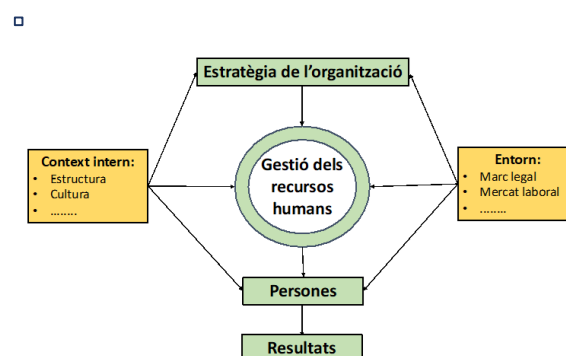 Estratègia de l'organització
Context intern:
• Estructura
• Cultura
• ........
Gestió dels
recursos
humans
Entorn:
• Marc legal
• Mercat laboral
• ........
Persones
Resultats